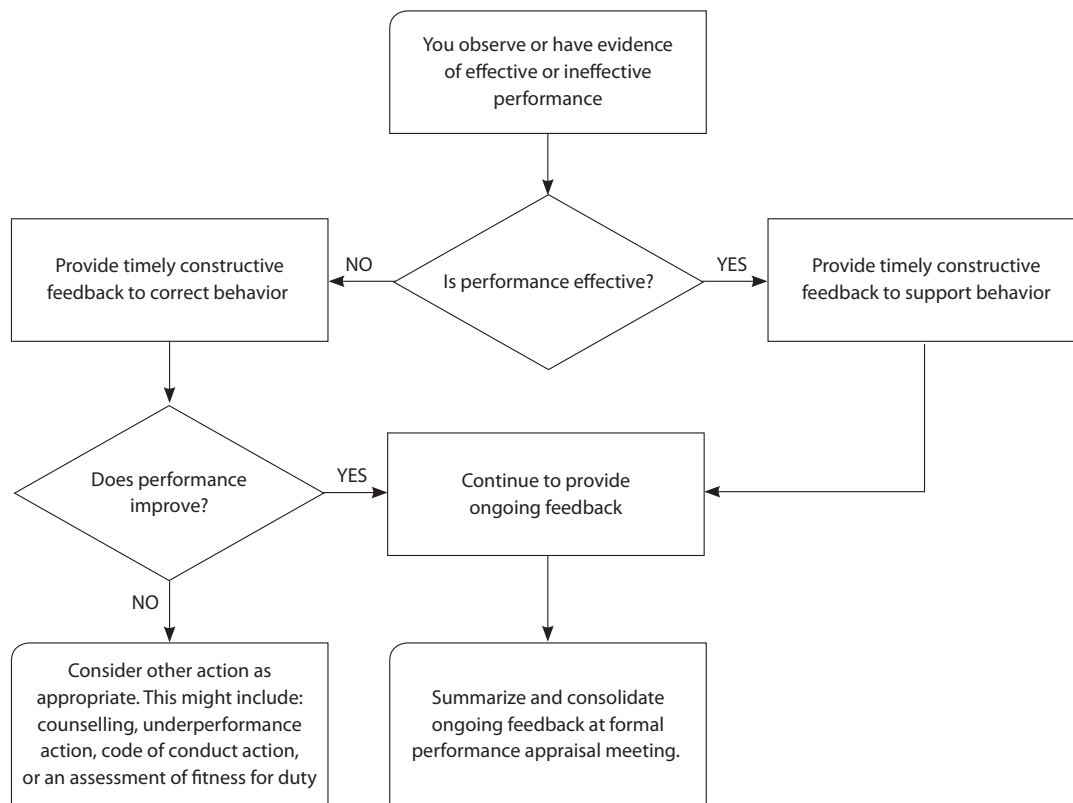 You observe or have evidence
of effective or ineffective
performance
Provide timely constructive
feedback to correct behavior
NO
Is performance effective?
YES
Provide timely constructive
feedback to support behavior
Does performance
improve?
YES
Continue to provide
ongoing feedback
NO
Consider other action as
appropriate. This might include:
counselling, underperformance
action, code of conduct action,
or an assessment of fitness for duty
Summarize and consolidate
ongoing feedback at formal
performance appraisal meeting.